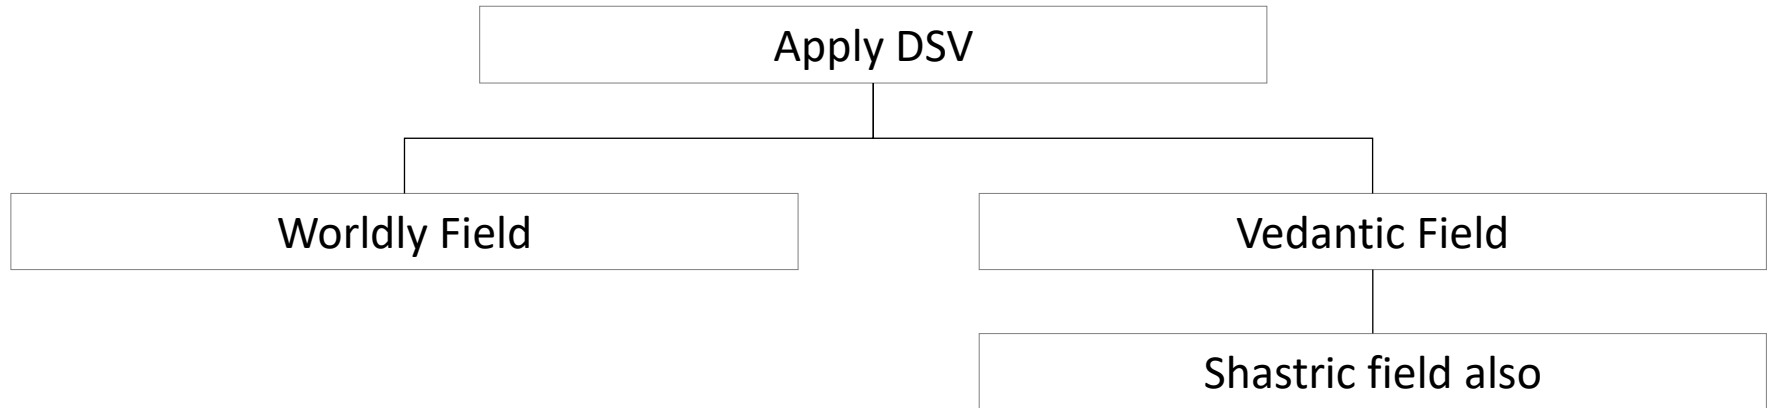 Apply DSV
Worldly Field
Vedantic Field
Shastric field also